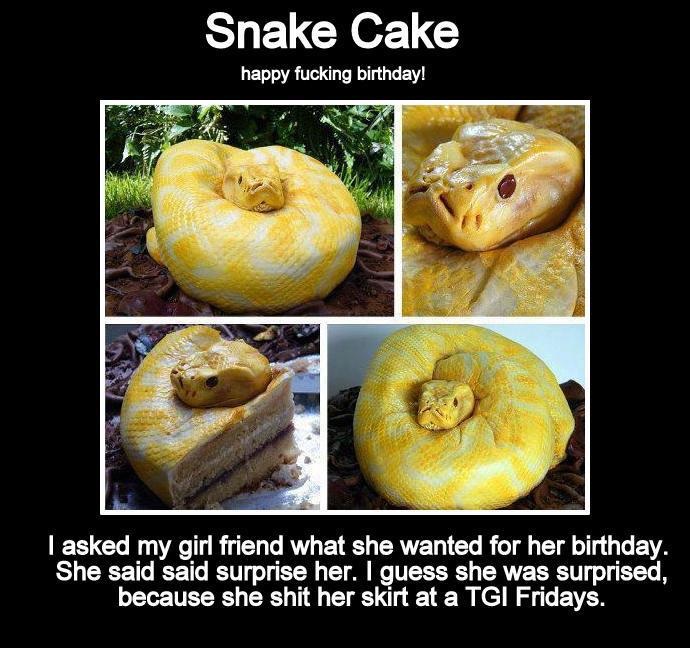 Snake Cake
happy fucking birthday!
I asked my girl friend what she wanted for her birthday.
She said said surprise her. I guess she was surprised,
because she shit her skirt at a TGI Fridays.